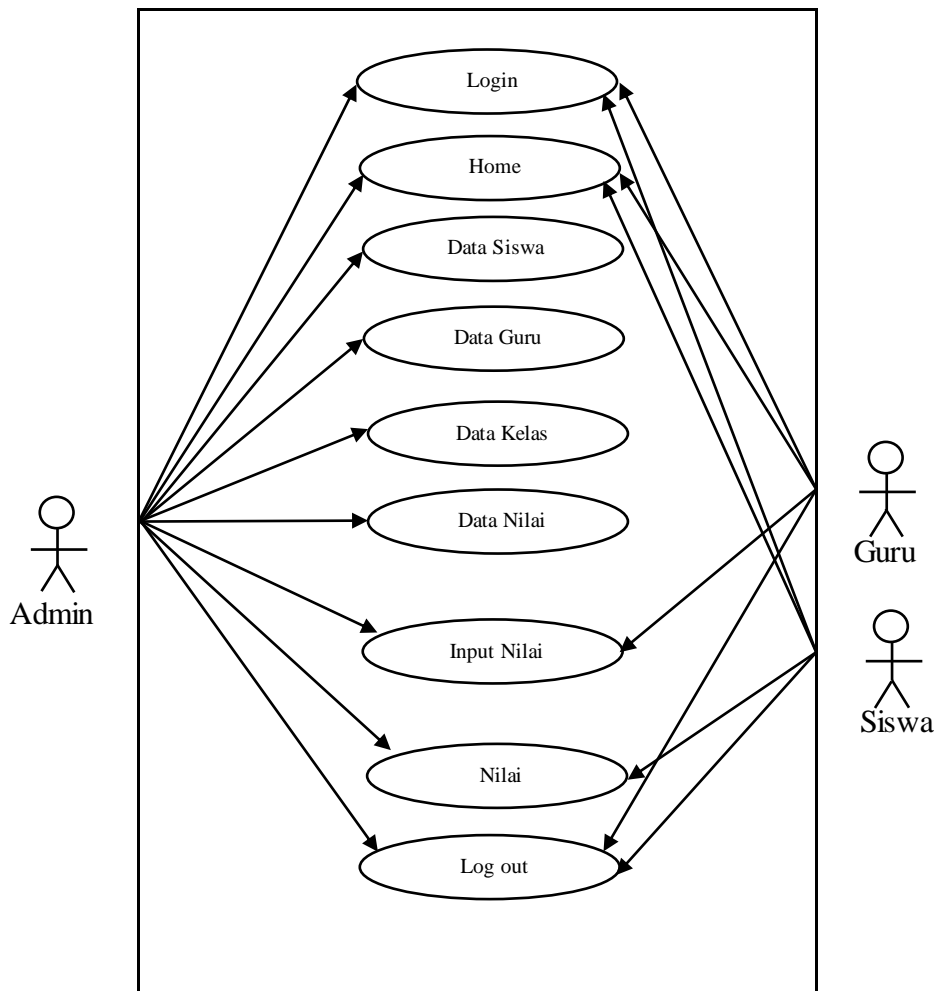 Login
Home
Data Siswa
Data Guru
Data Kelas
Data Nilai
Input Nilai
Nilai
Log out
Admin
Guru
Siswa